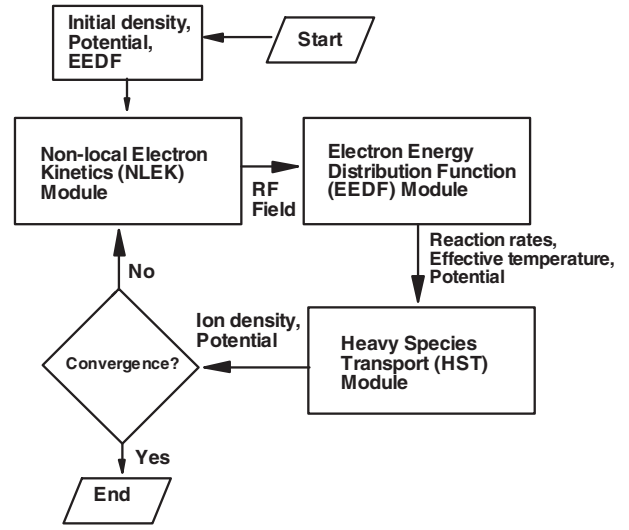 Initial density,
Potential,
EEDF
Start
Non-local Electron
Kinetics (NLEK)
Module
RF
Field
Electron Energy
Distribution Function
(EEDF) Module
Reaction rates,
Effective temperature,
Potential
Heavy Species
Transport (HST)
Module
Ion density,
Potential
Convergence?
No
Yes
End